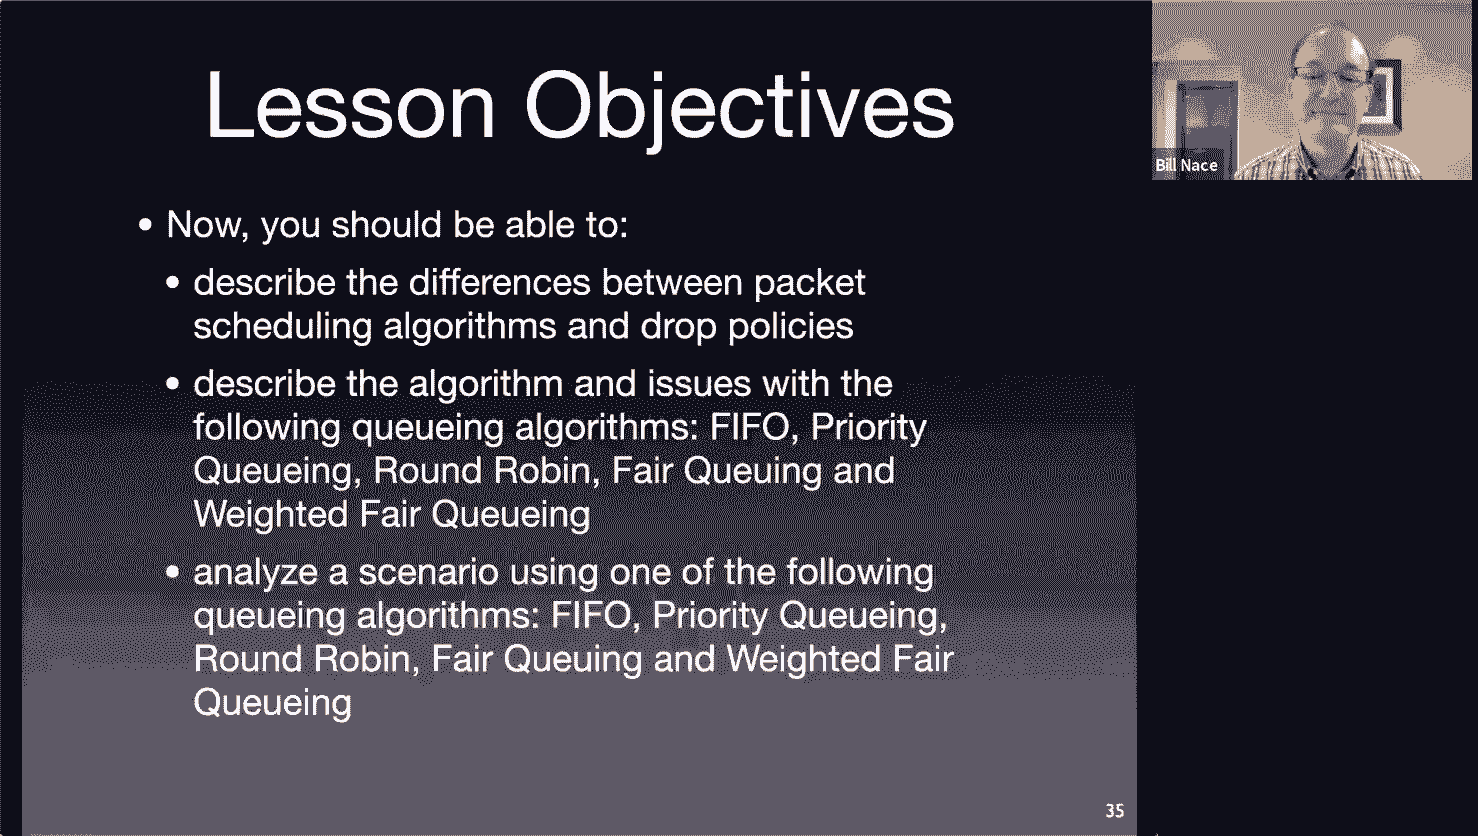 Lesson Objectives
Bill Nace
• Now, you should be able to:
• describe the differences between packet
scheduling algorithms and drop policies
• describe the algorithm and issues with the
following queueing algorithms: FIFO, Priority
Queueing, Round Robin, Fair Queuing and
Weighted Fair Queueing
• analyze a scenario using one of the following
queueing algorithms: FIFO, Priority Queueing,
Round Robin, Fair Queuing and Weighted Fair
Queueing
35